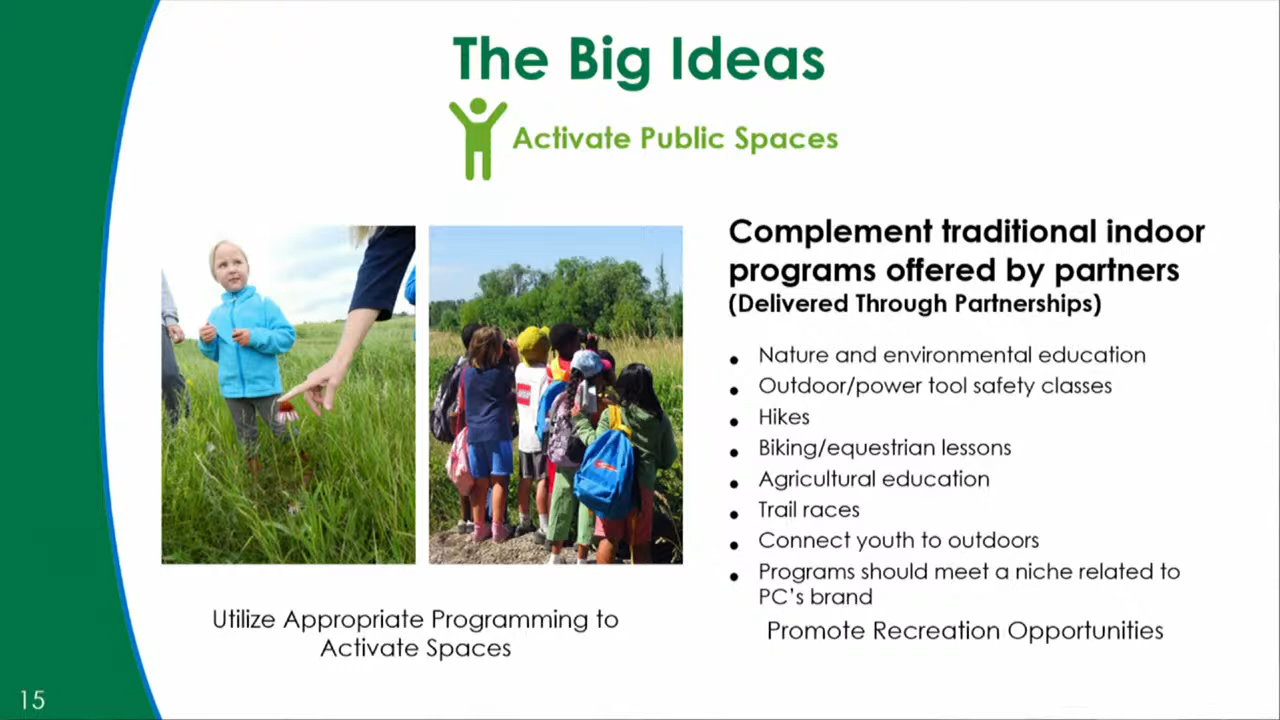 The Big Ideas
Activate Public Spaces
Complement traditional indoor
programs offered by partners
(Delivered Through Partnerships)
• Nature and environmental education
• Outdoor/power tool safety classes
• Hikes
• Biking/equestrian lessons
• Agricultural education
• Trail races
• Connect youth to outdoors
• Programs should meet a niche related to
PC's brand
Promote Recreation Opportunities
Utilize Appropriate Programming to
Activate Spaces
15